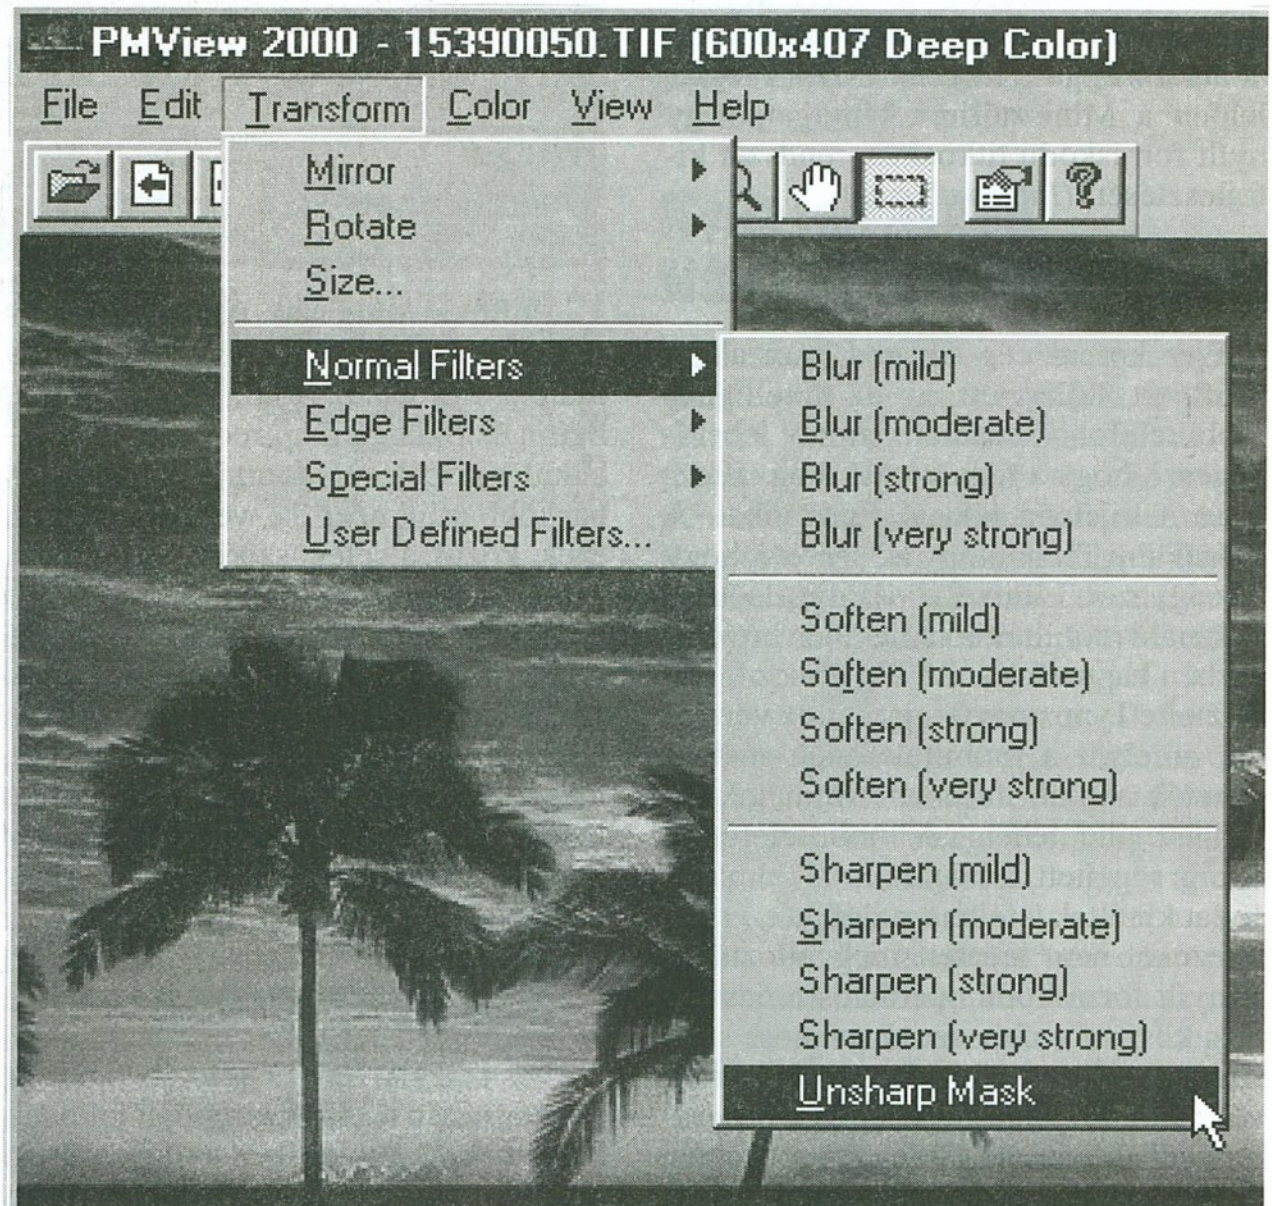 PMView 2000 - 15390050.TIF (600x407 Deep Color)
File Edit Transform Color View Help
Mirror
Rotate
Size...
Normal Filters
Edge Filters
Special Filters
User Defined Filters...
Blur (mild)
Blur (moderate)
Blur (strong)
Blur (very strong)
Soften (mild)
Soften (moderate)
Soften (strong)
Soften (very strong)
Sharpen (mild)
Sharpen (moderate)
Sharpen (strong)
Sharpen (very strong)
Unsharp Mask